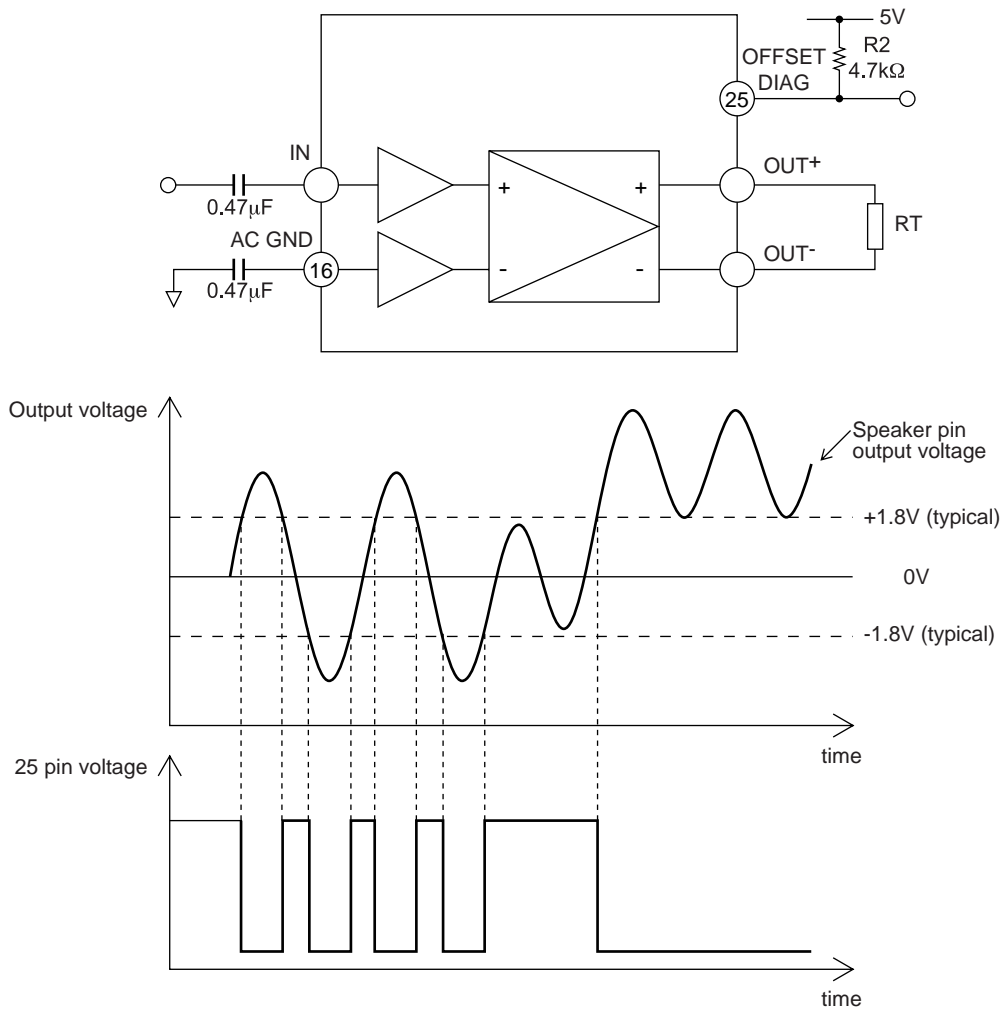 5V
OFFSET
DIAG
R2
4.7kΩ
25
IN
OUT+
0.47μF
+
+
RT
AC GND
OUT-
16
-
-
0.47μF
Output voltage
Speaker pin
output voltage
+1.8V (typical)
0V
-1.8V (typical)
time
25 pin voltage
time